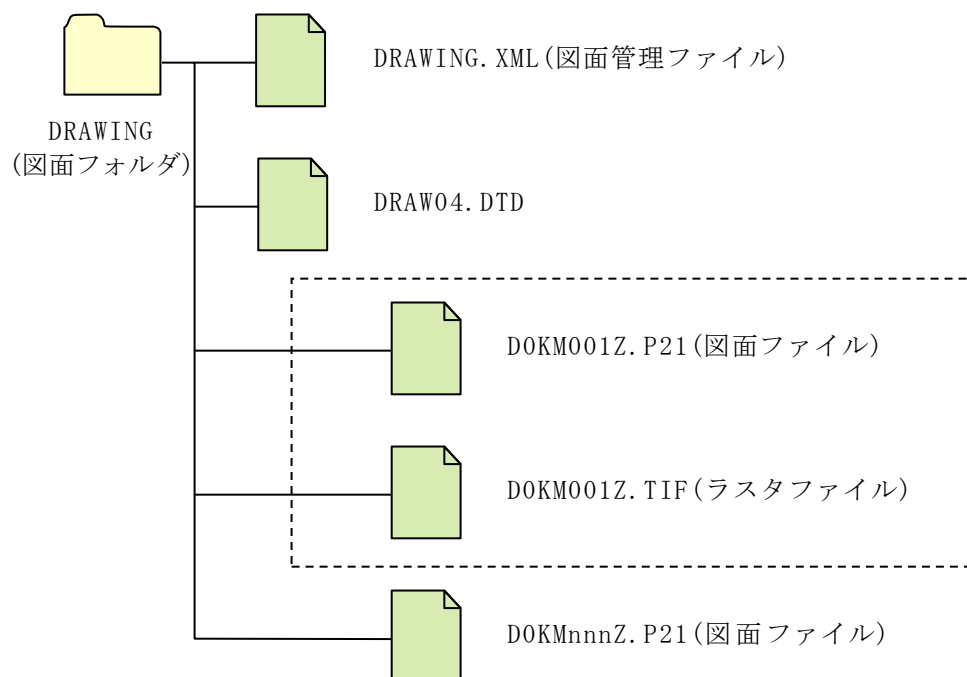 DRAWING.XML(図面管理ファイル)
DRAWING
(図面フォルダ)
DRAW04.DTD
D0KM001Z.P21(図面ファイル)
D0KM001Z.TIF(ラスタファイル)
D0KMnnnZ.P21(図面ファイル)